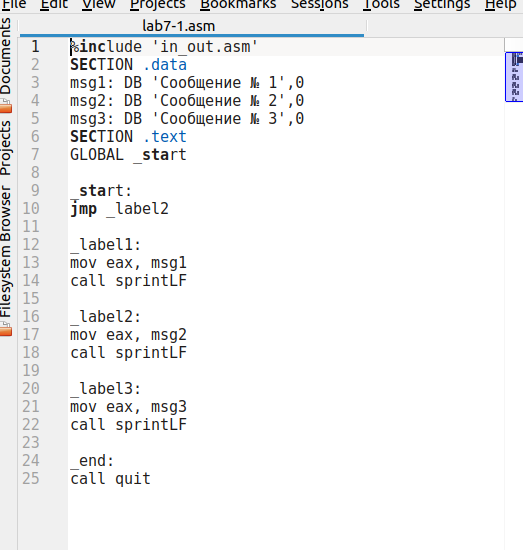 File Edit View Projects Bookmarks Sessions Tools Settings Help
lab7-1.asm
Documents
Projects
Filesystem Browser
1 %include 'in_out.asm'
2 SECTION .data
3 msg1: DB 'Сообщение № 1',0
4 msg2: DB 'Сообщение № 2',0
5 msg3: DB 'Сообщение № 3',0
6 SECTION .text
7 GLOBAL _start
8
9 _start:
10 jmp _label2
11
12 _label1:
13 mov eax, msg1
14 call sprintLF
15
16 _label2:
17 mov eax, msg2
18 call sprintLF
19
20 _label3:
21 mov eax, msg3
22 call sprintLF
23
24 _end:
25 call quit